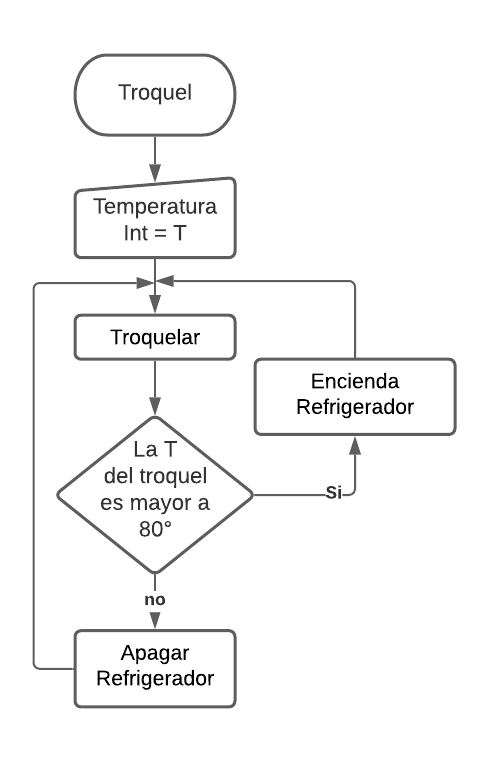 Troquel
Temperatura
Int = T
Troquelar
Encienda
Refrigerador
La T
del troquel
es mayor a
80°
Si
no
Apagar
Refrigerador